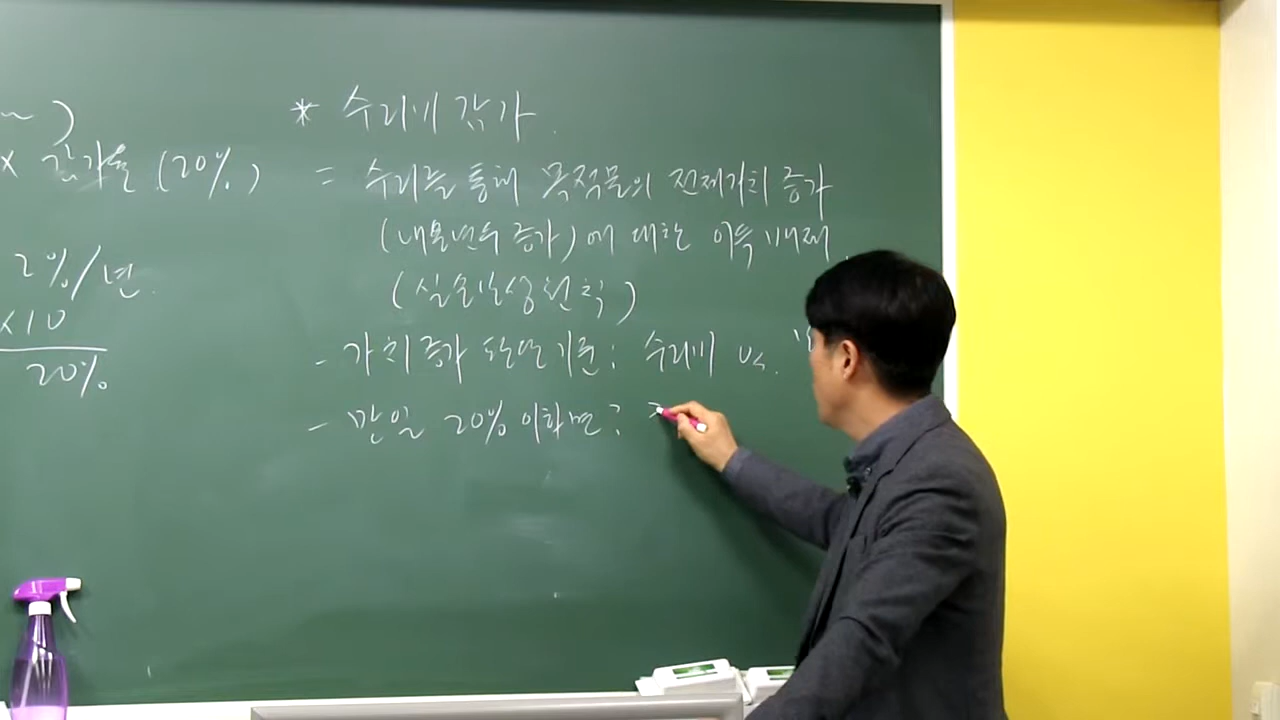 ~)
x 감가율 (20%)
2%/년
x10
20%
* 수리비 감가
= 수리를 통해 목적물의 전체가치 증가
(내용년수 증가)에 대한 이득 배제.
(실손보상원칙)
- 가치증가 판단기준: 수리비 vs.
- 만일 20% 이하면?